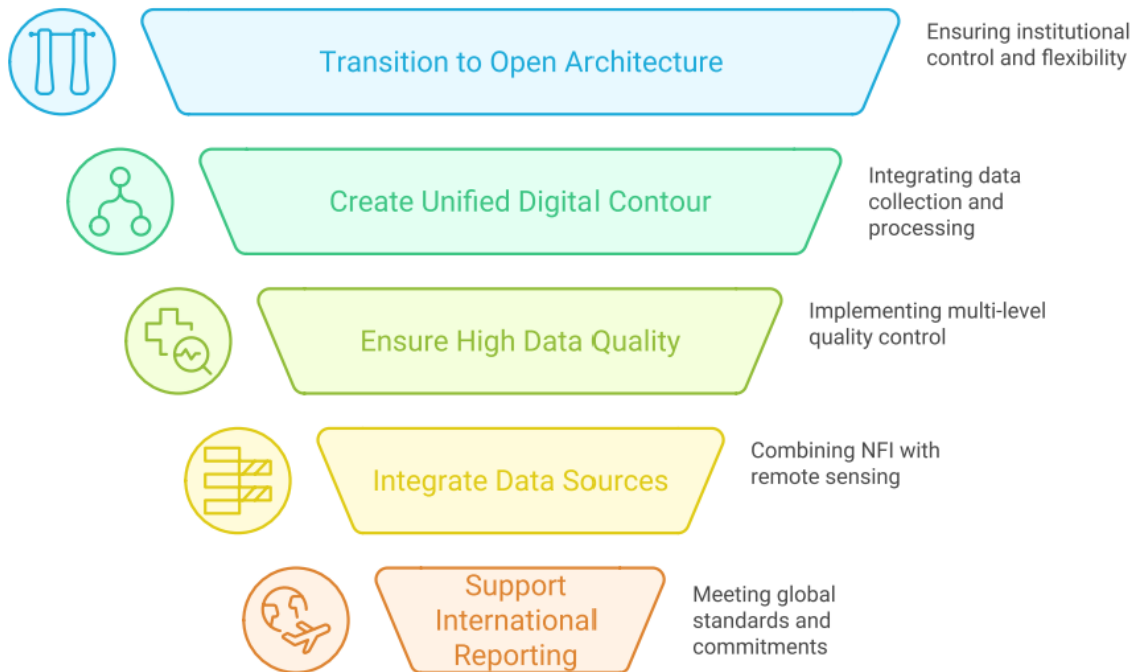 Transition to Open Architecture
Ensuring institutional
control and flexibility
Create Unified Digital Contour
Integrating data
collection and
processing
Ensure High Data Quality
Implementing multi-level
quality control
Integrate Data Sources
Combining NFI with
remote sensing
Support
International
Reporting
Meeting global
standards and
commitments